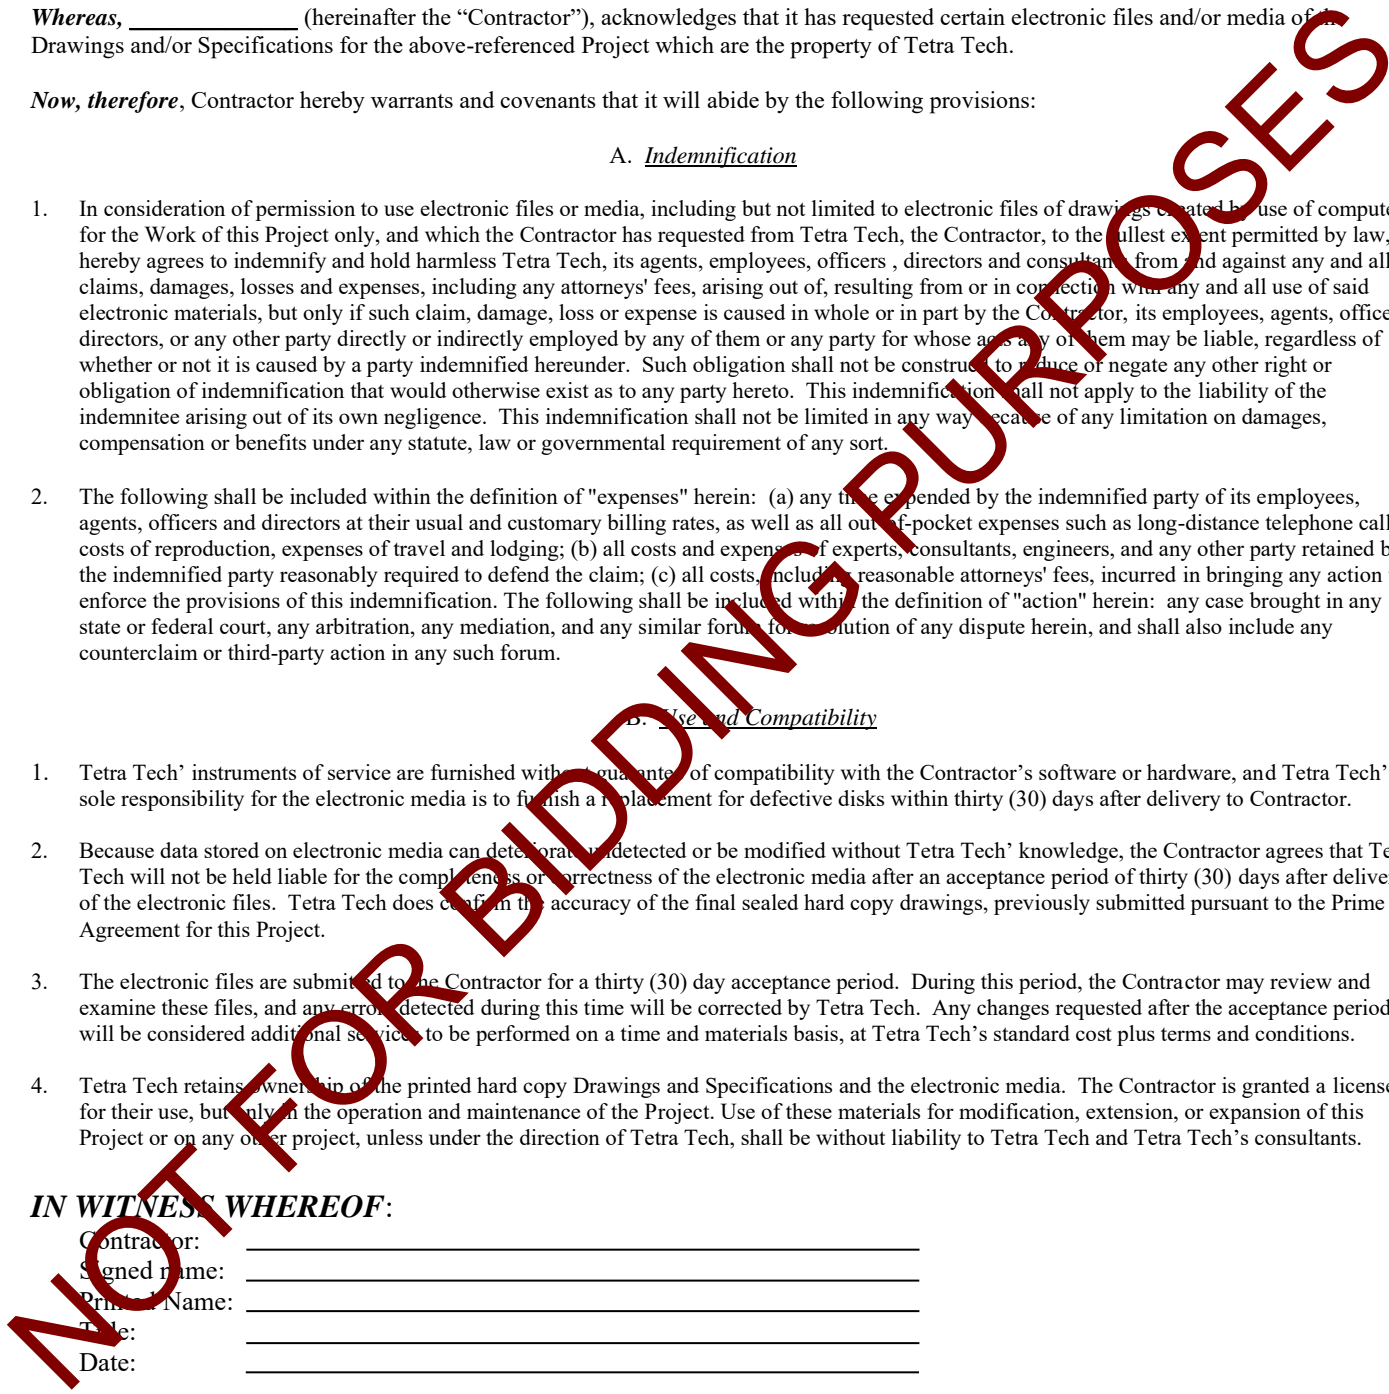 Whereas, ______________ (hereinafter the “Contractor”), acknowledges that it has requested certain electronic files and/or media of the
Drawings and/or Specifications for the above-referenced Project which are the property of Tetra Tech.
Now, therefore, Contractor hereby warrants and covenants that it will abide by the following provisions:
A. Indemnification
1. In consideration of permission to use electronic files or media, including but not limited to electronic files of drawings created by use of compute
for the Work of this Project only, and which the Contractor has requested from Tetra Tech, the Contractor, to the fullest extent permitted by law,
hereby agrees to indemnify and hold harmless Tetra Tech, its agents, employees, officers , directors and consultants from and against any and all
claims, damages, losses and expenses, including any attorneys' fees, arising out of, resulting from or in connection with any and all use of said
electronic materials, but only if such claim, damage, loss or expense is caused in whole or in part by the Contractor, its employees, agents, office
directors, or any other party directly or indirectly employed by any of them or any party for whose acts any of them may be liable, regardless of
whether or not it is caused by a party indemnified hereunder.  Such obligation shall not be construed to reduce or negate any other right or
obligation of indemnification that would otherwise exist as to any party hereto.  This indemnification shall not apply to the liability of the
indemnitee arising out of its own negligence.  This indemnification shall not be limited in any way because of any limitation on damages,
compensation or benefits under any statute, law or governmental requirement of any sort.
2. The following shall be included within the definition of "expenses" herein:  (a) any time expended by the indemnified party of its employees,
agents, officers and directors at their usual and customary billing rates, as well as all out-of-pocket expenses such as long-distance telephone call
costs of reproduction, expenses of travel and lodging; (b) all costs and expenses of experts, consultants, engineers, and any other party retained b
the indemnified party reasonably required to defend the claim; (c) all costs, including reasonable attorneys' fees, incurred in bringing any action
enforce the provisions of this indemnification. The following shall be included within the definition of "action" herein:  any case brought in any
state or federal court, any arbitration, any mediation, and any similar forum for resolution of any dispute herein, and shall also include any
counterclaim or third-party action in any such forum.
B. Use and Compatibility
1. Tetra Tech’ instruments of service are furnished without guarantee of compatibility with the Contractor’s software or hardware, and Tetra Tech’
sole responsibility for the electronic media is to furnish a replacement for defective disks within thirty (30) days after delivery to Contractor.
2. Because data stored on electronic media can deteriorate undetected or be modified without Tetra Tech’ knowledge, the Contractor agrees that Te
Tech will not be held liable for the completeness or correctness of the electronic media after an acceptance period of thirty (30) days after deliver
of the electronic files.  Tetra Tech does confirm the accuracy of the final sealed hard copy drawings, previously submitted pursuant to the Prime
Agreement for this Project.
3. The electronic files are submitted to the Contractor for a thirty (30) day acceptance period.  During this period, the Contractor may review and
examine these files, and any errors detected during this time will be corrected by Tetra Tech.  Any changes requested after the acceptance period
will be considered additional services to be performed on a time and materials basis, at Tetra Tech’s standard cost plus terms and conditions.
4. Tetra Tech retains ownership of the printed hard copy Drawings and Specifications and the electronic media.  The Contractor is granted a license
for their use, but only in the operation and maintenance of the Project. Use of these materials for modification, extension, or expansion of this
Project or on any other project, unless under the direction of Tetra Tech, shall be without liability to Tetra Tech and Tetra Tech’s consultants.
IN WITNESS WHEREOF:
Contractor:
Signed name:
Printed Name:
Title:
Date:
NOT FOR BIDDING PURPOSES